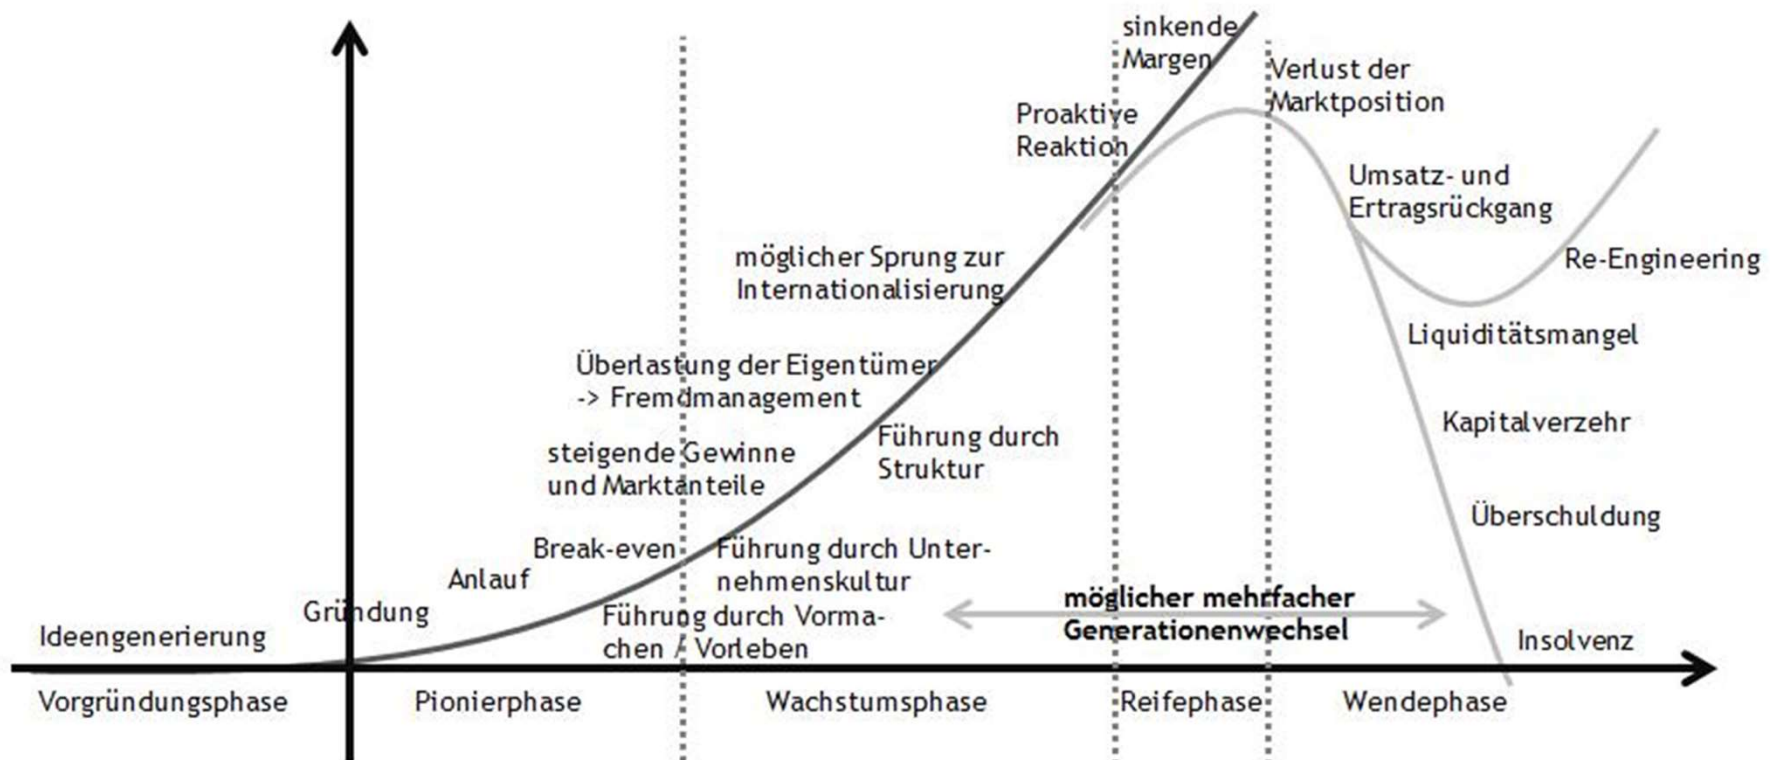 sinkende
Margen
Verlust der
Marktposition
Proaktive
Reaktion
Umsatz- und
Ertragsrückgang
möglicher Sprung zur
Internationalisierung
Re-Engineering
Liquiditätsmangel
Überlastung der Eigentümer
-> Fremdmanagement
Führung durch
Struktur
Kapitalverzehr
steigende Gewinne
und Marktanteile
Überschuldung
Break-even
Führung durch Unter-
nehmenskultur
Anlauf
möglicher mehrfacher
Generationenwechsel
Gründung
Führung durch Vorma-
chen / Vorleben
Ideengenerierung
Insolvenz
Vorgründungsphase
Pionierphase
Wachstumsphase
Reifephase
Wendephase